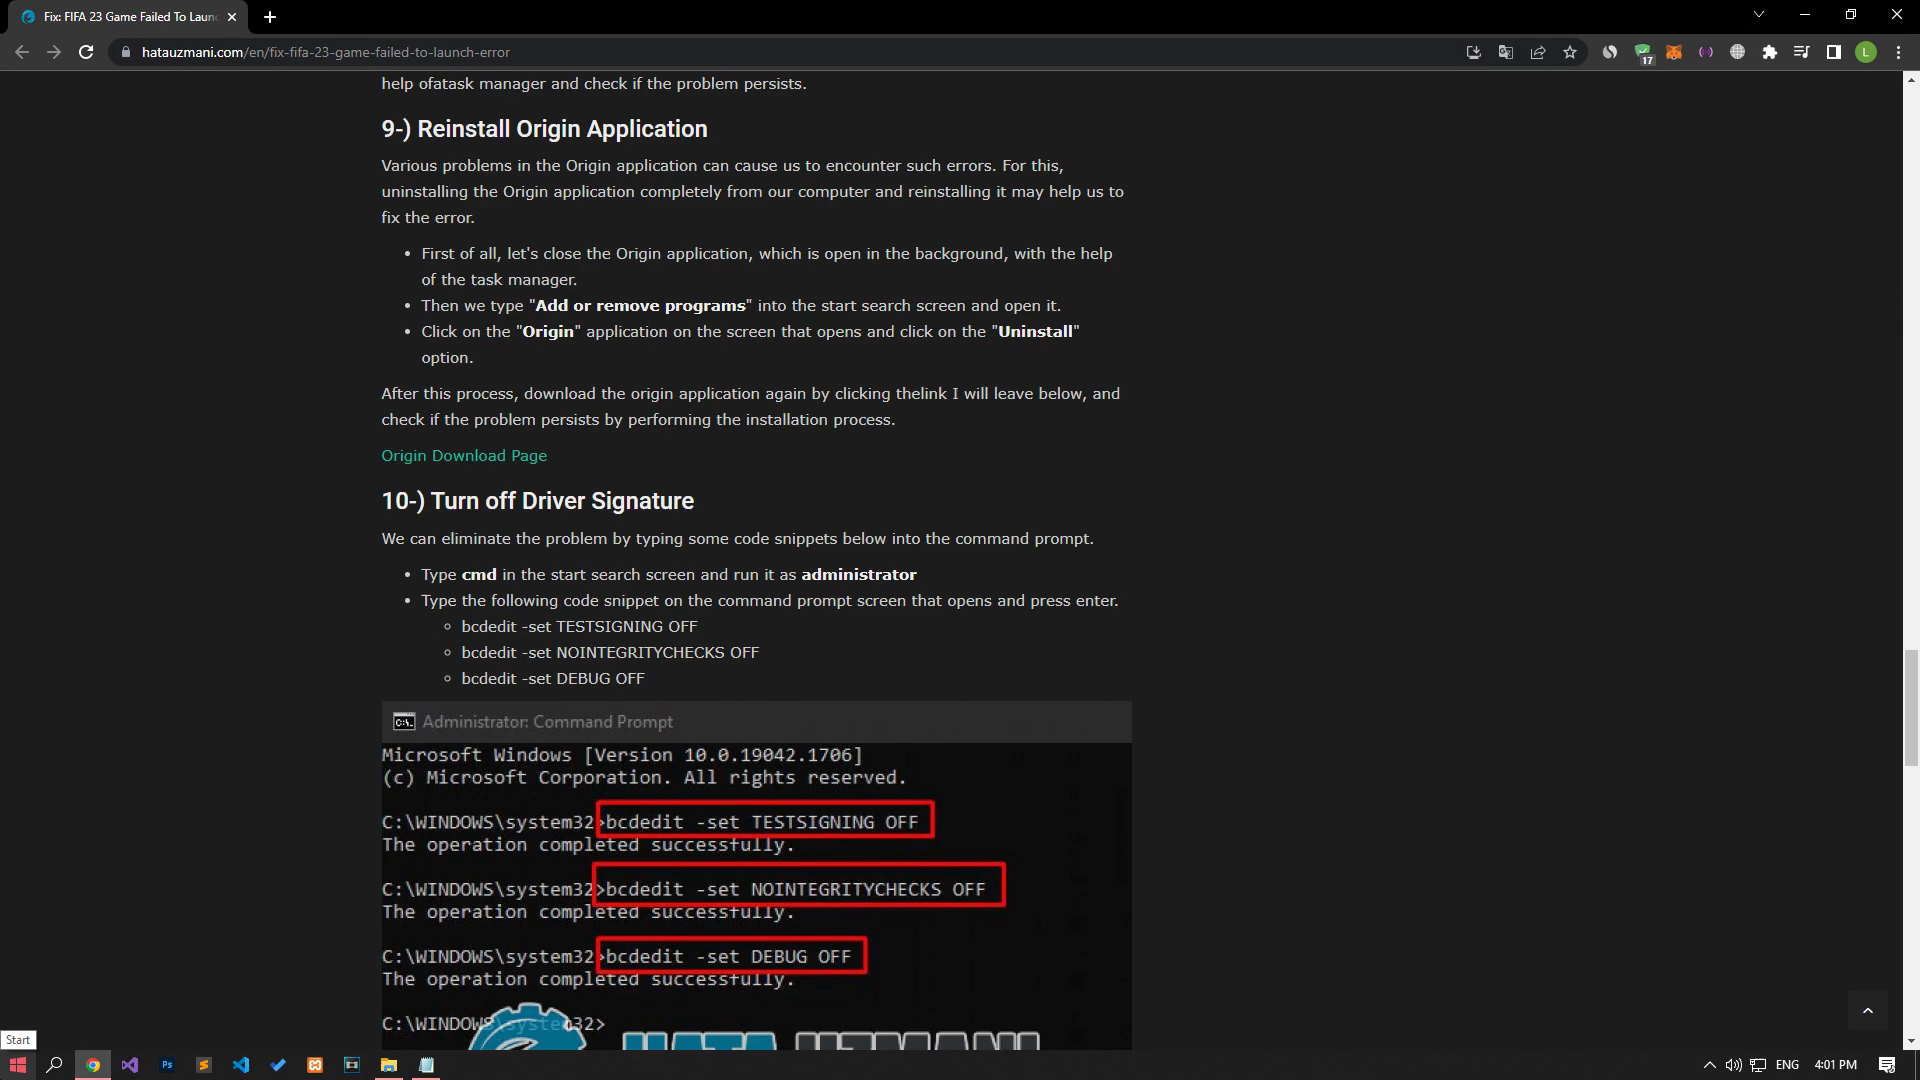 Fix: FIFA 23 Game Failed To Laun
hatauzmani.com/en/fix-fifa-23-game-failed-to-launch-error
17
L
help ofatask manager and check if the problem persists.
9-) Reinstall Origin Application
Various problems in the Origin application can cause us to encounter such errors. For this,
uninstalling the Origin application completely from our computer and reinstalling it may help us to
fix the error.
First of all, let's close the Origin application, which is open in the background, with the help
of the task manager.
Then we type "Add or remove programs" into the start search screen and open it.
Click on the "Origin" application on the screen that opens and click on the "Uninstall"
option.
After this process, download the origin application again by clicking thelink I will leave below, and
check if the problem persists by performing the installation process.
Origin Download Page
10-) Turn off Driver Signature
We can eliminate the problem by typing some code snippets below into the command prompt.
Type cmd in the start search screen and run it as administrator
Type the following code snippet on the command prompt screen that opens and press enter.
bcdedit -set TESTSIGNING OFF
bcdedit -set NOINTEGRITYCHECKS OFF
bcdedit -set DEBUG OFF
Administrator: Command Prompt
Microsoft Windows [Version 10.0.19042.1706]
(c) Microsoft Corporation. All rights reserved.
C:\WINDOWS\system32>bcdedit -set TESTSIGNING OFF
The operation completed successfully.
C:\WINDOWS\system32>bcdedit -set NOINTEGRITYCHECKS OFF
The operation completed successfully.
C:\WINDOWS\system32>bcdedit -set DEBUG OFF
The operation completed successfully.
C:\WINDOWS\system32>
HATA UZMANI
Start
Ps
ENG
4:01 PM